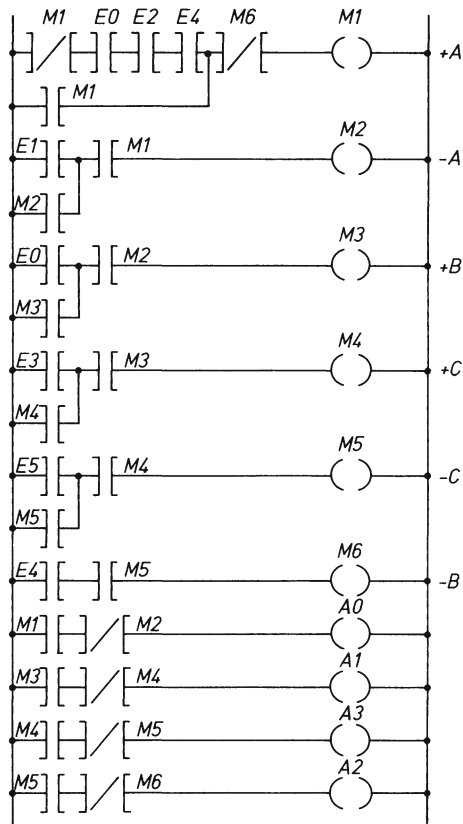 M1 E0 E2 E4 M6 M1
+A
M1
E1 M1 M2
-A
M2
E0 M2 M3
+B
M3
E3 M3 M4
+C
M4
E5 M4 M5
-C
M5
E4 M5 M6
-B
M1 M2 A0
M3 M4 A1
M4 M5 A3
M5 M6 A2